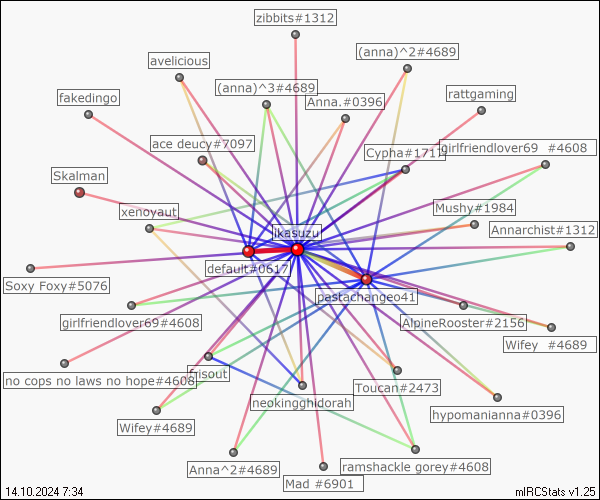 zibbits#1312
(anna)^2#4689
avelicious
(anna)^3#4689
rattgaming
fakedingo
Anna.#0396
ace deucy#7097
girlfriendlover69 #4608
Cypha#1717
Skalman
Mushy#1984
xenoyaut
Annarchist#1312
ikasuzu
default#0617
Soxy Foxy#5076
pastachangeo41
girlfriendlover69#4608
AlpineRooster#2156
Wifey #4689
frisout
no cops no laws no hope#4608
Toucan#2473
neokingghidorah
hypomanianna#0396
Wifey#4689
Anna^2#4689
ramshackle gorey#4608
Mad #6901
14.10.2024 7:34
mIRCStats v1.25